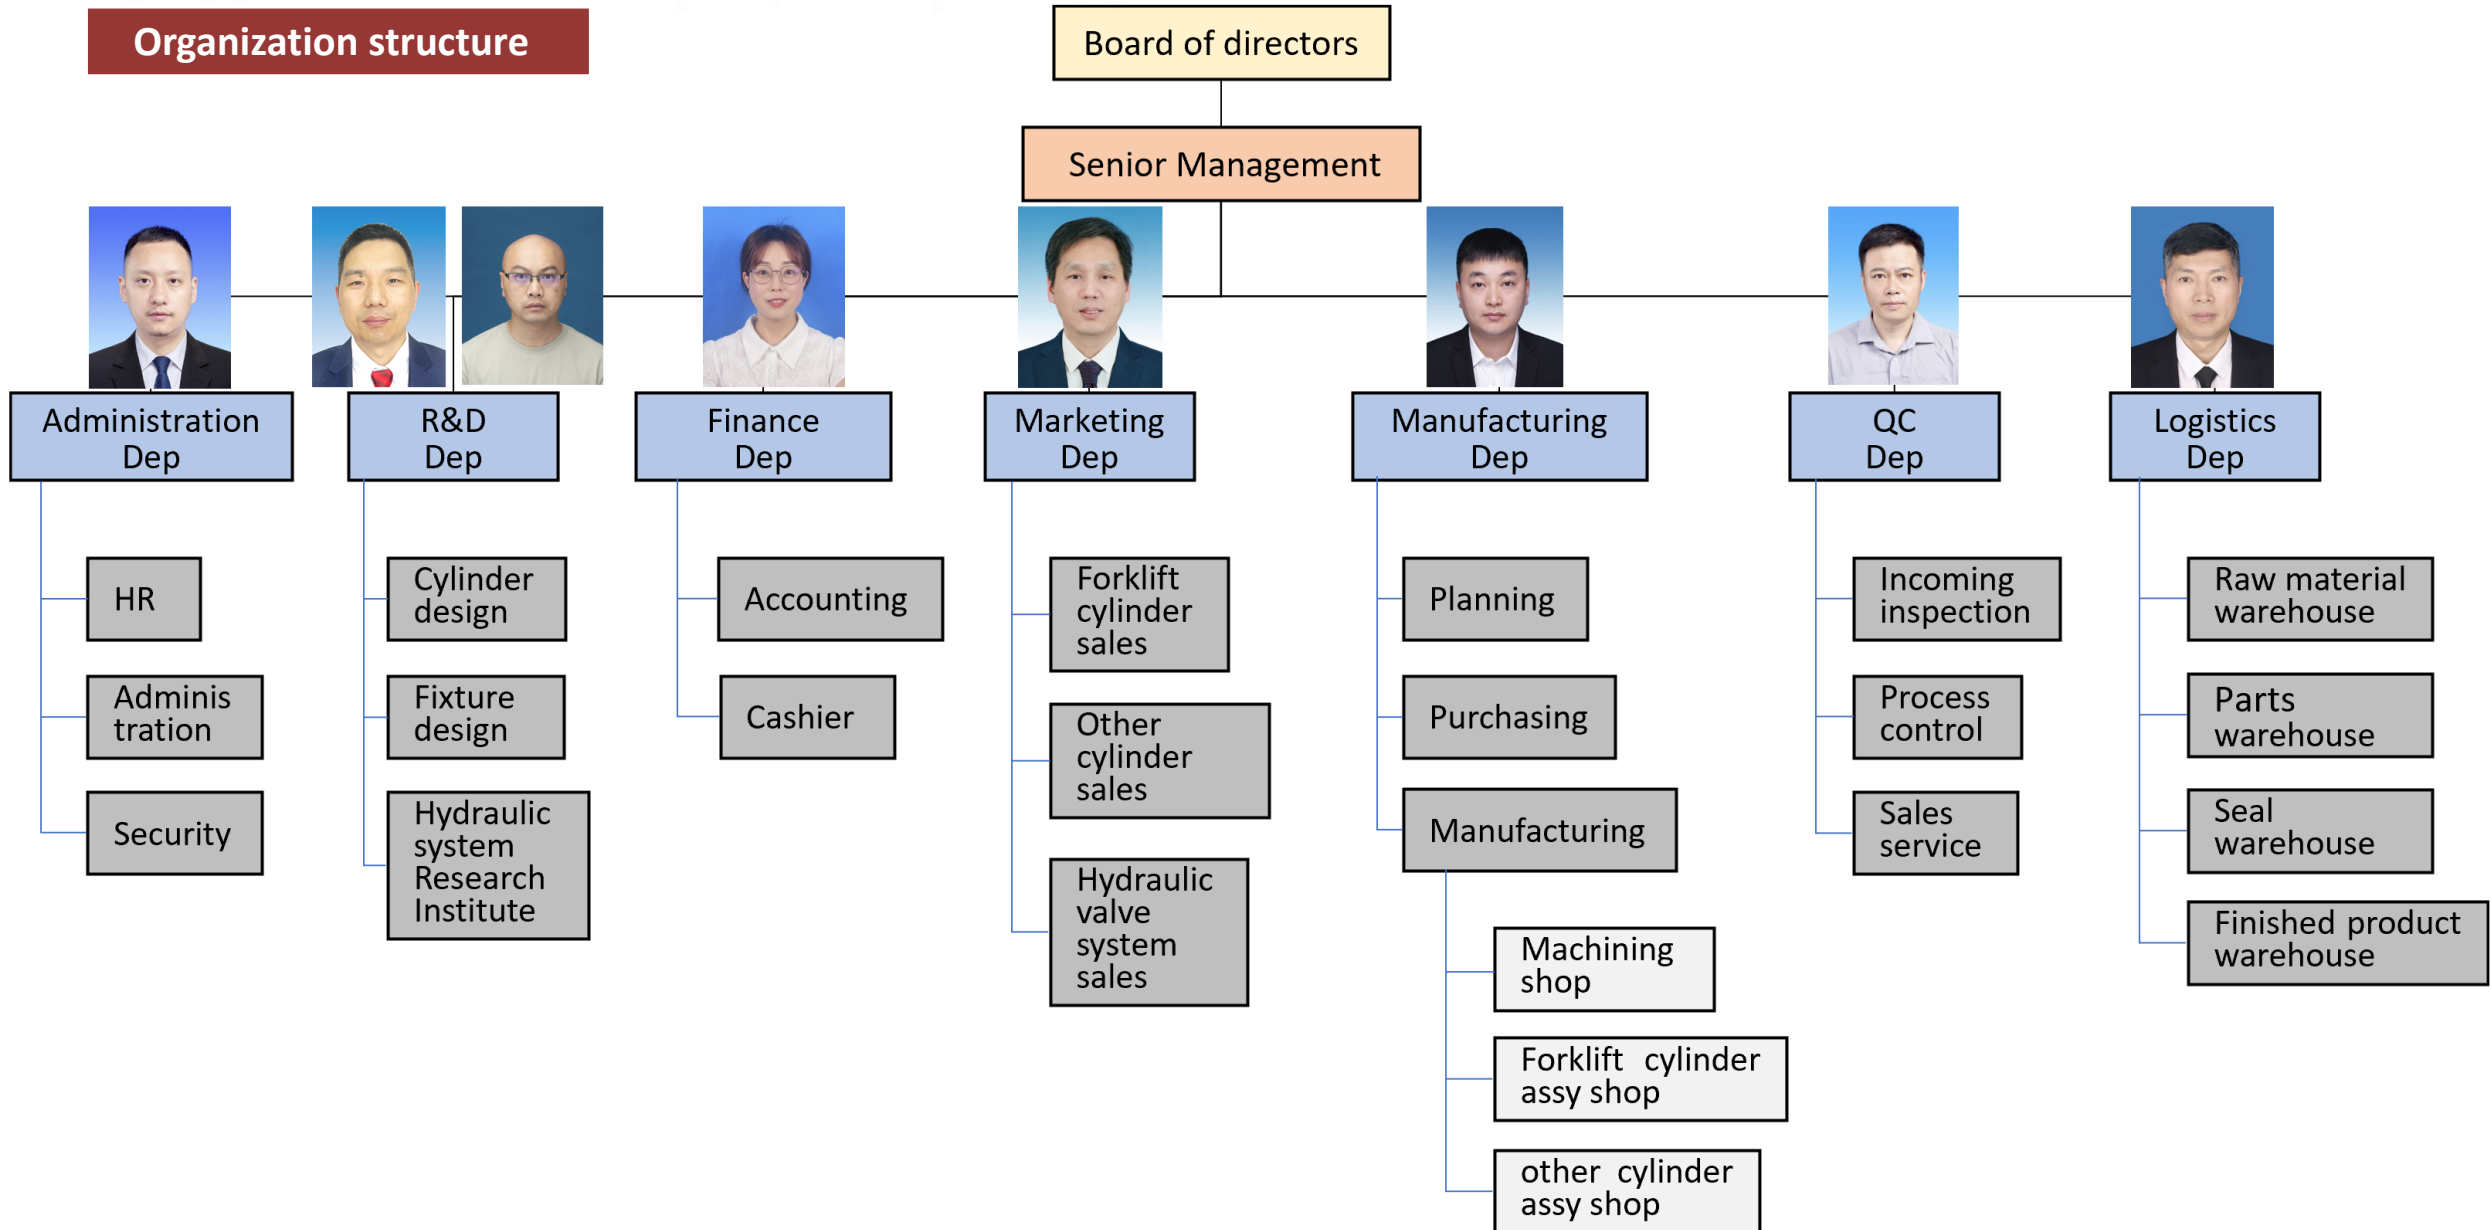 Organization structure
Board of directors
Senior Management
Administration
Dep
R&D
Dep
Finance
Dep
Marketing
Dep
Manufacturing
Dep
QC
Dep
Logistics
Dep
HR
Adminis
tration
Security
Cylinder
design
Fixture
design
Hydraulic
system
Research
Institute
Accounting
Cashier
Forklift
cylinder
sales
Other
cylinder
sales
Hydraulic
valve
system
sales
Planning
Purchasing
Manufacturing
Machining
shop
Forklift cylinder
assy shop
other cylinder
assy shop
Incoming
inspection
Process
control
Sales
service
Raw material
warehouse
Parts
warehouse
Seal
warehouse
Finished product
warehouse